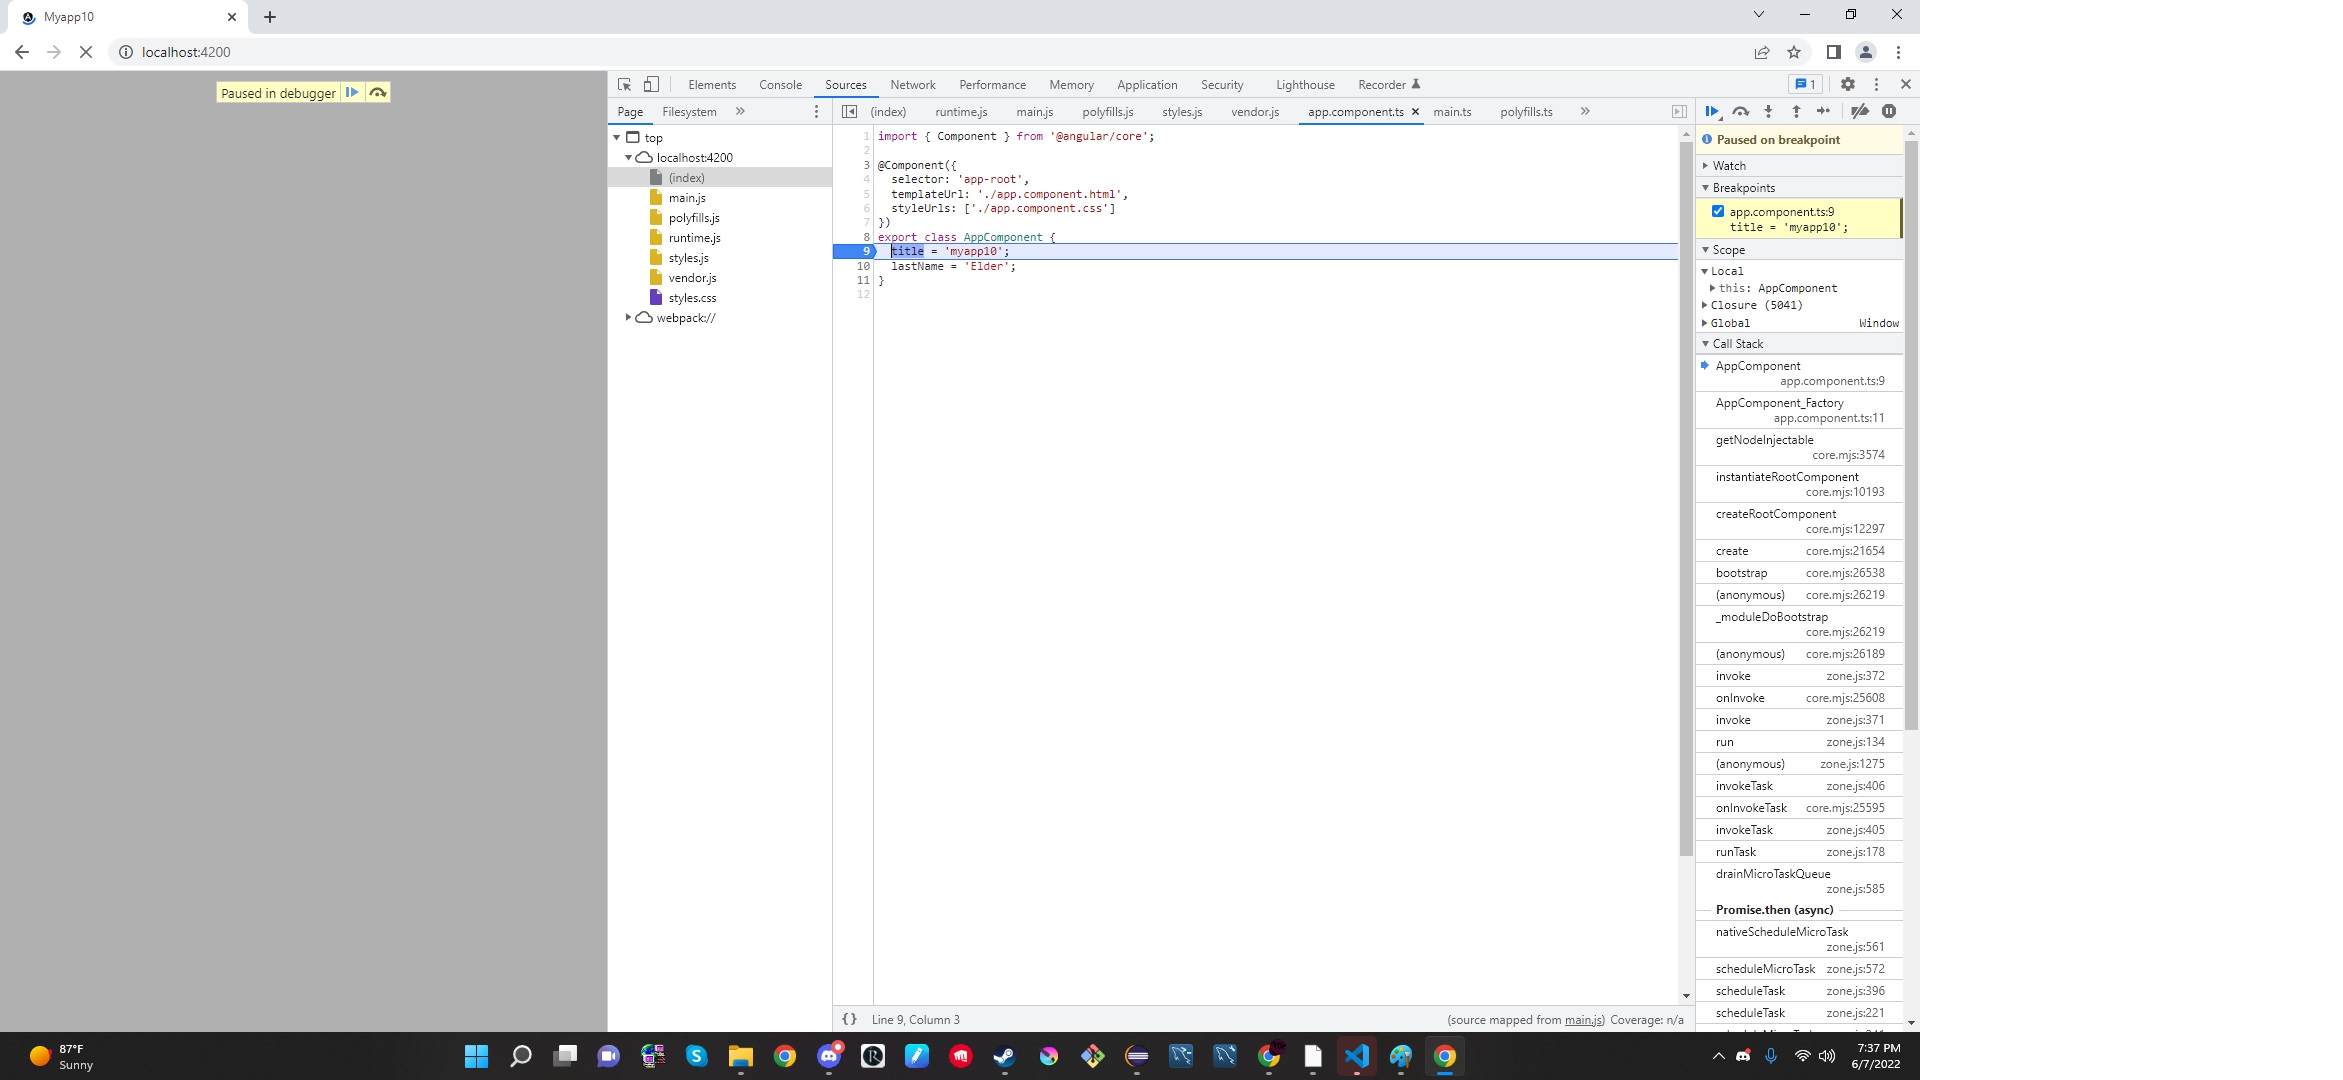 Myapp10
localhost:4200
Paused in debugger
Elements Console Sources Network Performance Memory Application Security Lighthouse Recorder 1
Page Filesystem
(index) runtime.js main.js polyfills.js styles.js vendor.js app.component.ts main.ts polyfills.ts
top
localhost:4200
(index)
main.js
polyfills.js
runtime.js
styles.js
vendor.js
styles.css
webpack://
1 import { Component } from '@angular/core';
2
3 @Component({
4 selector: 'app-root',
5 templateUrl: './app.component.html',
6 styleUrls: ['./app.component.css']
7 })
8 export class AppComponent {
9 title = 'myapp10';
10 lastName = 'Elder';
11 }
12
{} Line 9, Column 3
(source mapped from main.js) Coverage: n/a
Paused on breakpoint
Watch
Breakpoints
app.component.ts:9
title = 'myapp10';
Scope
Local
this: AppComponent
Closure (5041)
Global Window
Call Stack
AppComponent
app.component.ts:9
AppComponent_Factory
app.component.ts:11
getNodeInjectable
core.mjs:3574
instantiateRootComponent
core.mjs:10193
createRootComponent
core.mjs:12297
create core.mjs:21654
bootstrap core.mjs:26538
(anonymous) core.mjs:26219
_moduleDoBootstrap
core.mjs:26219
(anonymous) core.mjs:26189
invoke zone.js:372
onInvoke core.mjs:25608
invoke zone.js:371
run zone.js:134
(anonymous) zone.js:1275
invokeTask zone.js:406
onInvokeTask core.mjs:25595
invokeTask zone.js:405
runTask zone.js:178
drainMicroTaskQueue
zone.js:585
Promise.then (async)
nativeScheduleMicroTask
zone.js:561
scheduleMicroTask zone.js:572
scheduleTask zone.js:396
scheduleTask zone.js:221
87°F
Sunny
7:37 PM
6/7/2022